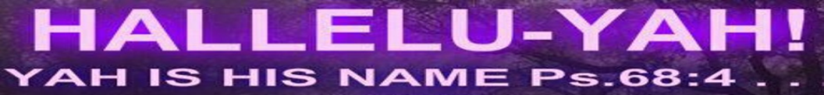 HALLELU-YAH!
YAH IS HIS NAME Ps.68:4 . . .